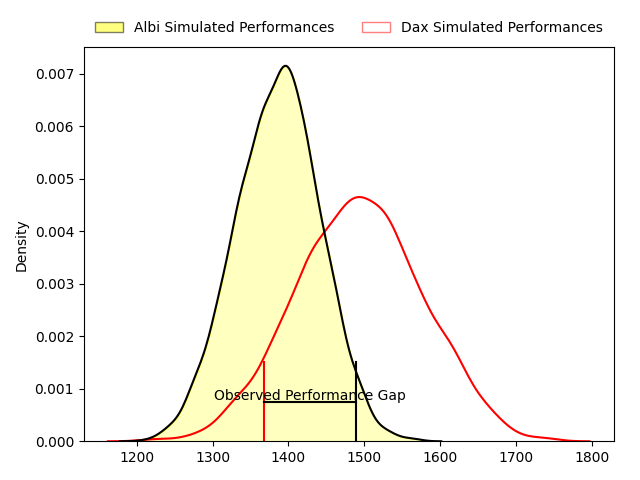 Albi Simulated Performances Dax Simulated Performances
0.007
0.006
0.005
0.004
0.003
0.002
0.001
0.000
Density
Observed Performance Gap
1200 1300 1400 1500 1600 1700 1800